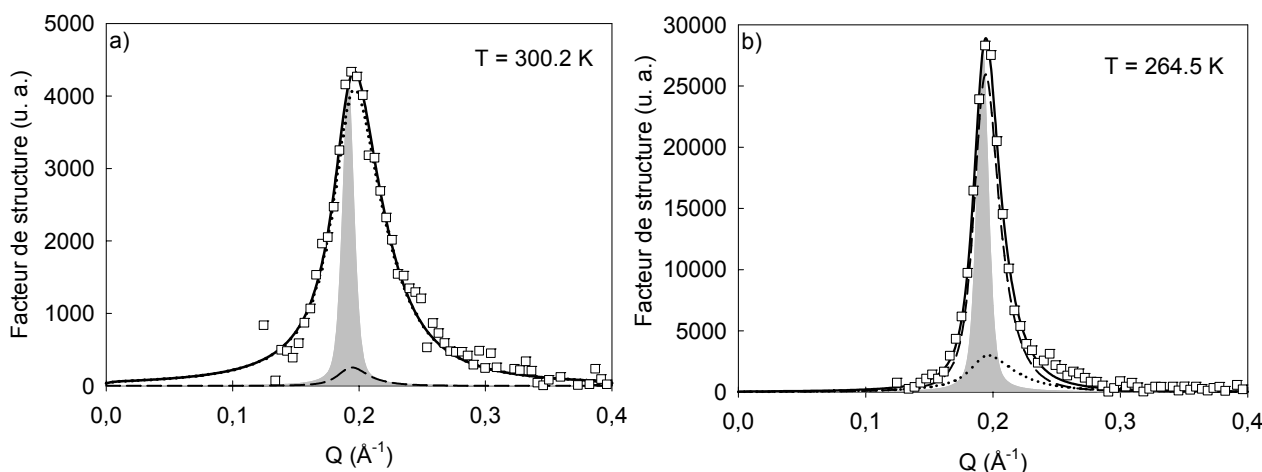 a)
T = 300.2 K
Facteur de structure (u. a.)
5000
4000
3000
2000
1000
0
0,0 0,1 0,2 0,3 0,4
Q (Å⁻¹)
b)
T = 264.5 K
Facteur de structure (u. a.)
30000
25000
20000
15000
10000
5000
0
0,0 0,1 0,2 0,3 0,4
Q (Å⁻¹)